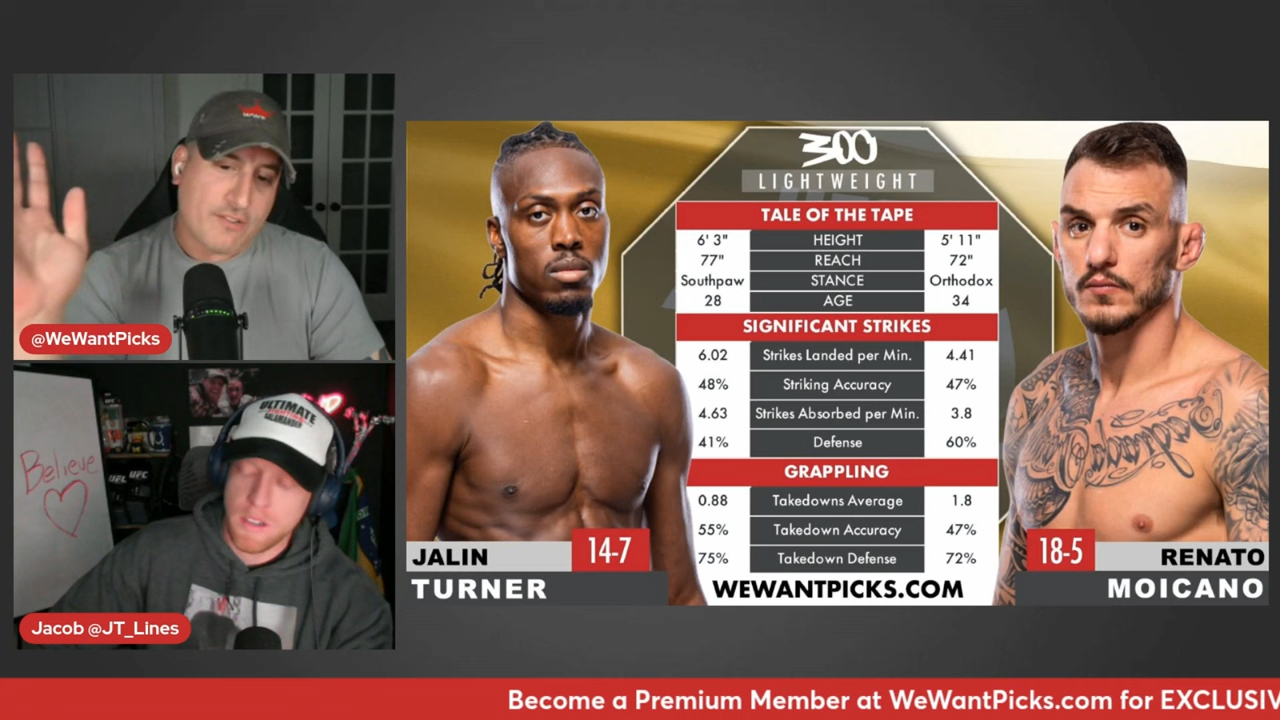 @WeWantPicks
ULTIMATE
SALAMANDER
Believe
UFC
Jacob @JT_Lines
300
LIGHTWEIGHT
TALE OF THE TAPE
6' 3" HEIGHT 5' 11"
77" REACH 72"
Southpaw STANCE Orthodox
28 AGE 34
SIGNIFICANT STRIKES
6.02 Strikes Landed per Min. 4.41
48% Striking Accuracy 47%
4.63 Strikes Absorbed per Min. 3.8
41% Defense 60%
GRAPPLING
0.88 Takedowns Average 1.8
55% Takedown Accuracy 47%
75% Takedown Defense 72%
JALIN 14-7
TURNER
WEWANTPICKS.COM
18-5 RENATO
MOICANO
Become a Premium Member at WeWantPicks.com for EXCLUSIV